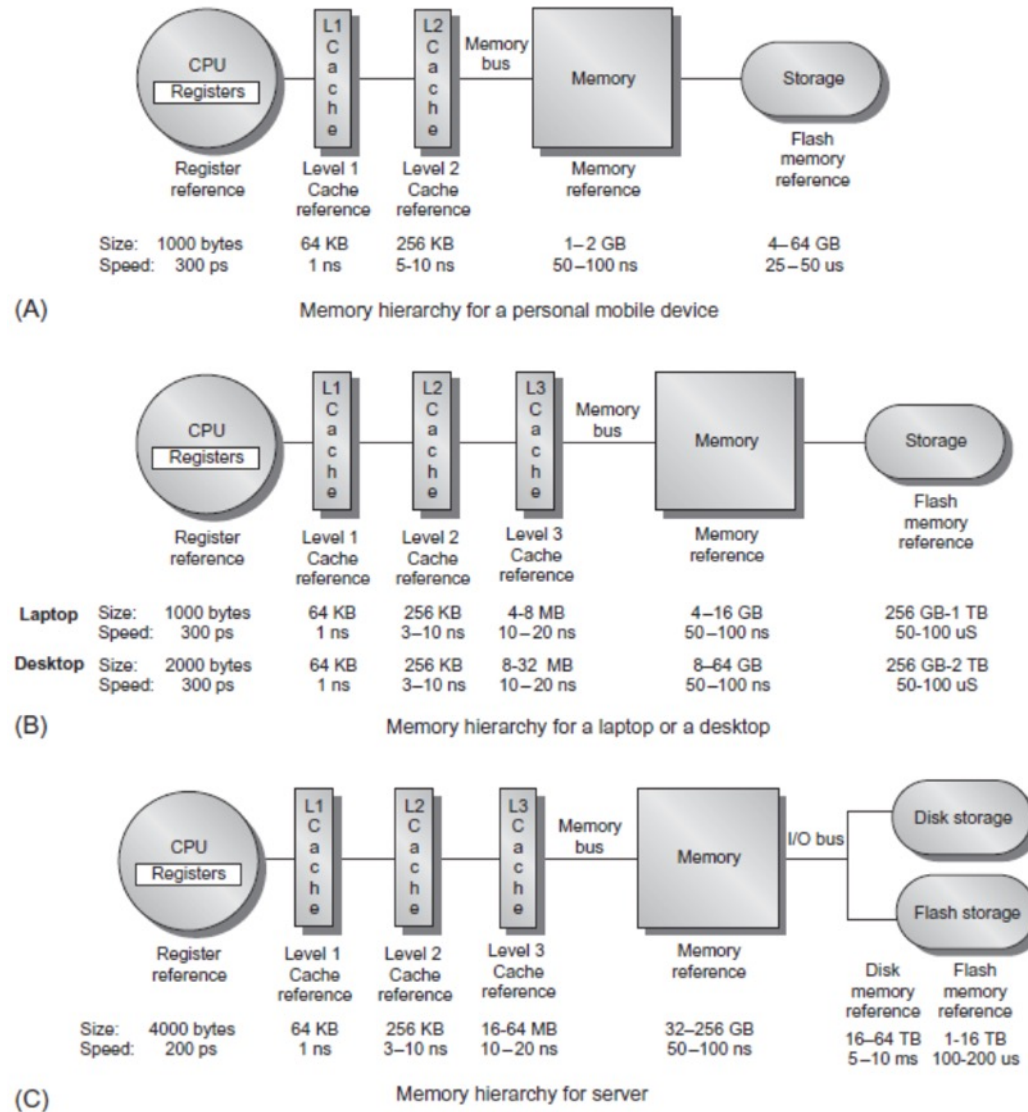 CPU
Registers
L1
C
a
c
h
e
L2
C
a
c
h
e
Memory
bus
Memory
Storage
Register
reference
Level 1
Cache
reference
Level 2
Cache
reference
Memory
reference
Flash
memory
reference
Size: 1000 bytes 64 KB 256 KB 1–2 GB 4–64 GB
Speed: 300 ps 1 ns 5-10 ns 50–100 ns 25–50 us
(A) Memory hierarchy for a personal mobile device
CPU
Registers
L1
C
a
c
h
e
L2
C
a
c
h
e
L3
C
a
c
h
e
Memory
bus
Memory
Storage
Register
reference
Level 1
Cache
reference
Level 2
Cache
reference
Level 3
Cache
reference
Memory
reference
Flash
memory
reference
Laptop Size: 1000 bytes 64 KB 256 KB 4-8 MB 4–16 GB 256 GB-1 TB
Speed: 300 ps 1 ns 3–10 ns 10–20 ns 50–100 ns 50-100 uS
Desktop Size: 2000 bytes 64 KB 256 KB 8-32 MB 8–64 GB 256 GB-2 TB
Speed: 300 ps 1 ns 3–10 ns 10–20 ns 50–100 ns 50-100 uS
(B) Memory hierarchy for a laptop or a desktop
CPU
Registers
L1
C
a
c
h
e
L2
C
a
c
h
e
L3
C
a
c
h
e
Memory
bus
Memory
I/O bus
Disk storage
Flash storage
Register
reference
Level 1
Cache
reference
Level 2
Cache
reference
Level 3
Cache
reference
Memory
reference
Disk
memory
reference
Flash
memory
reference
Size: 4000 bytes 64 KB 256 KB 16-64 MB 32–256 GB 16–64 TB 1-16 TB
Speed: 200 ps 1 ns 3–10 ns 10–20 ns 50–100 ns 5–10 ms 100-200 us
(C) Memory hierarchy for server